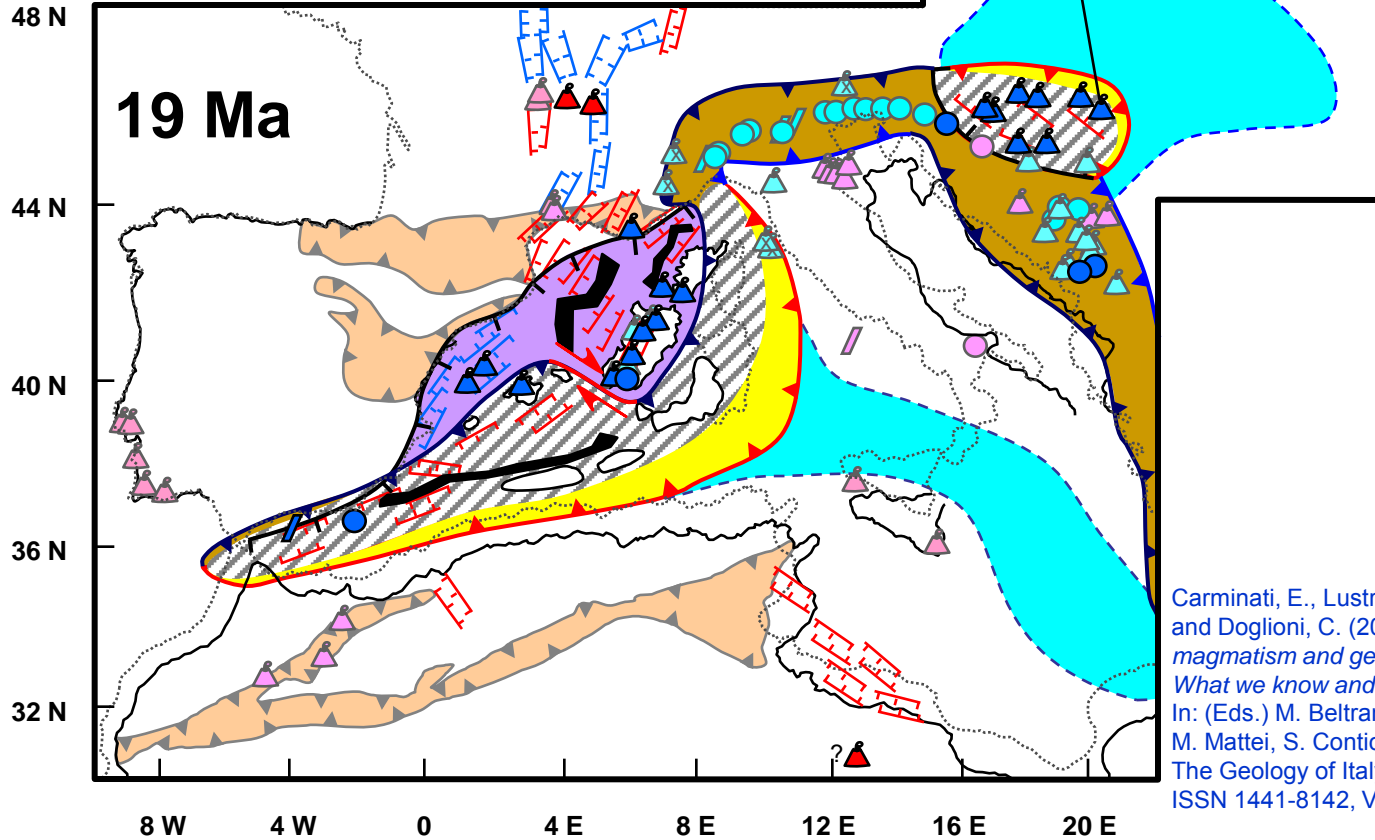 48 N
19 Ma
44 N
40 N
36 N
32 N
?
8 W 4 W 0 4 E 8 E 12 E 16 E 20 E
Carminati, E., Lustr
and Doglioni, C. (20
magmatism and ge
What we know and
In: (Eds.) M. Beltra
M. Mattei, S. Contic
The Geology of Ital
ISSN 1441-8142, V